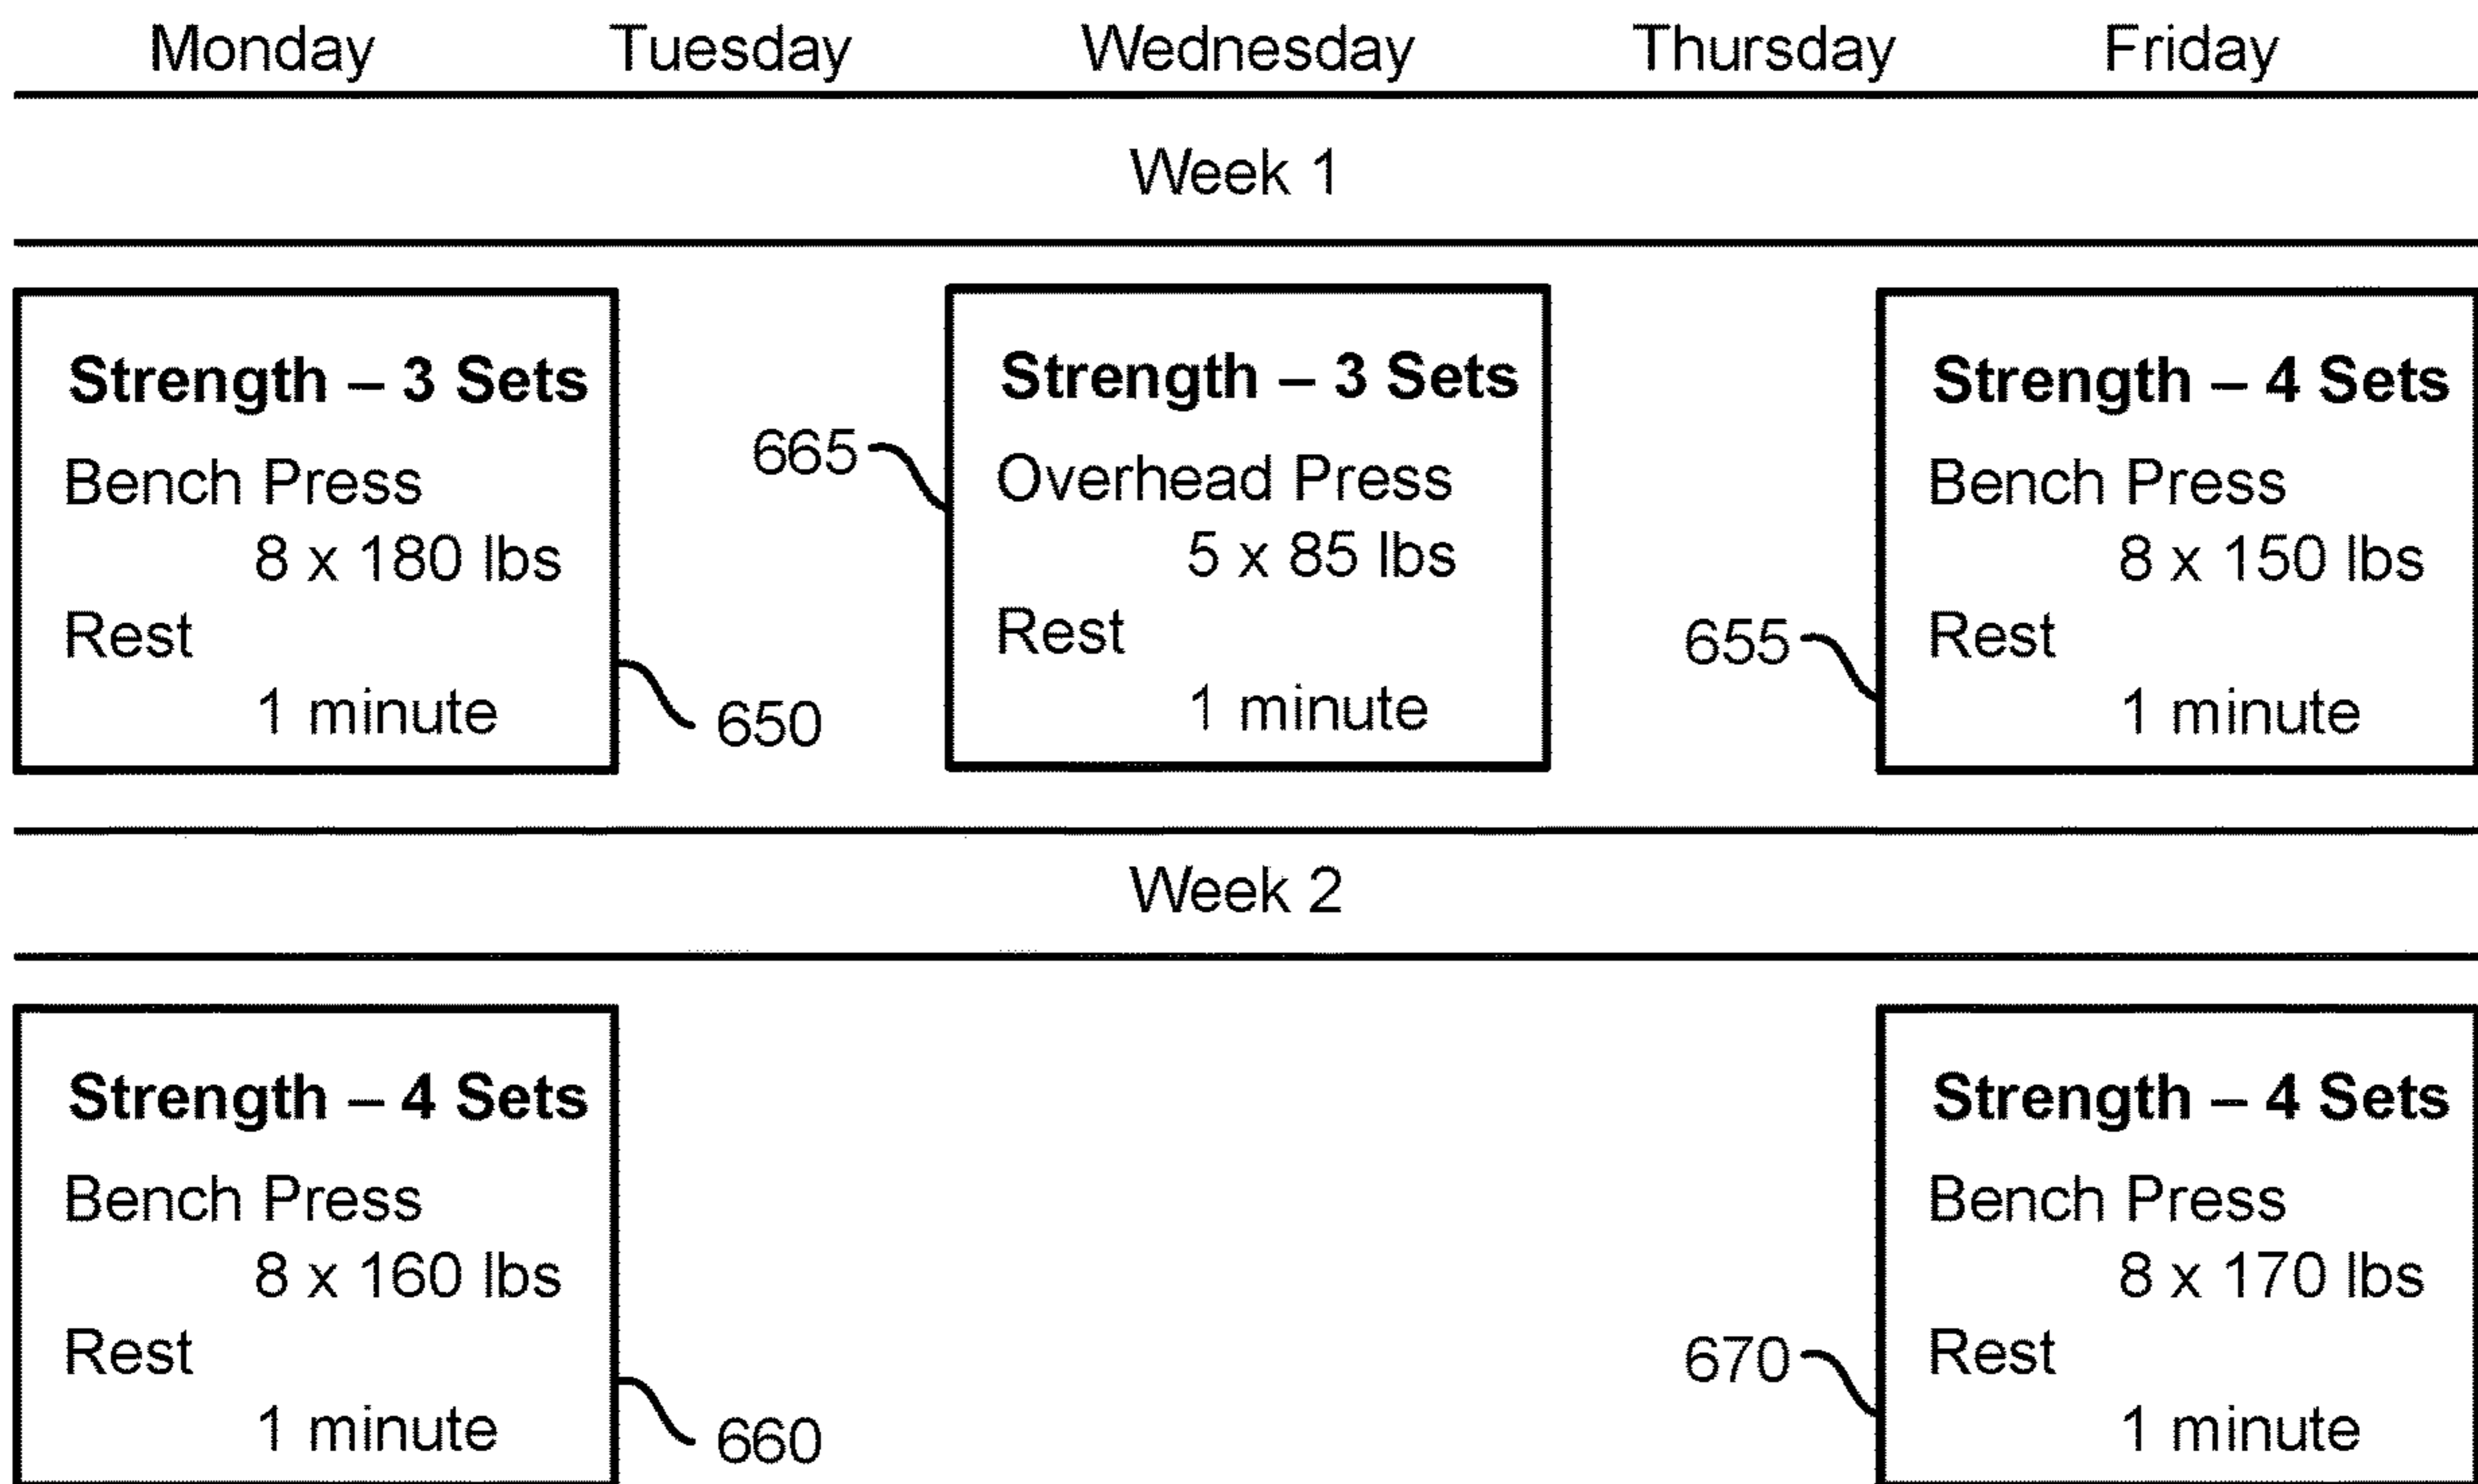 Monday Tuesday Wednesday Thursday Friday
Week 1
Strength – 3 Sets
Bench Press
8 x 180 lbs
Rest
1 minute
650
665
Strength – 3 Sets
Overhead Press
5 x 85 lbs
Rest
1 minute
655
Strength – 4 Sets
Bench Press
8 x 150 lbs
Rest
1 minute
Week 2
Strength – 4 Sets
Bench Press
8 x 160 lbs
Rest
1 minute
660
670
Strength – 4 Sets
Bench Press
8 x 170 lbs
Rest
1 minute